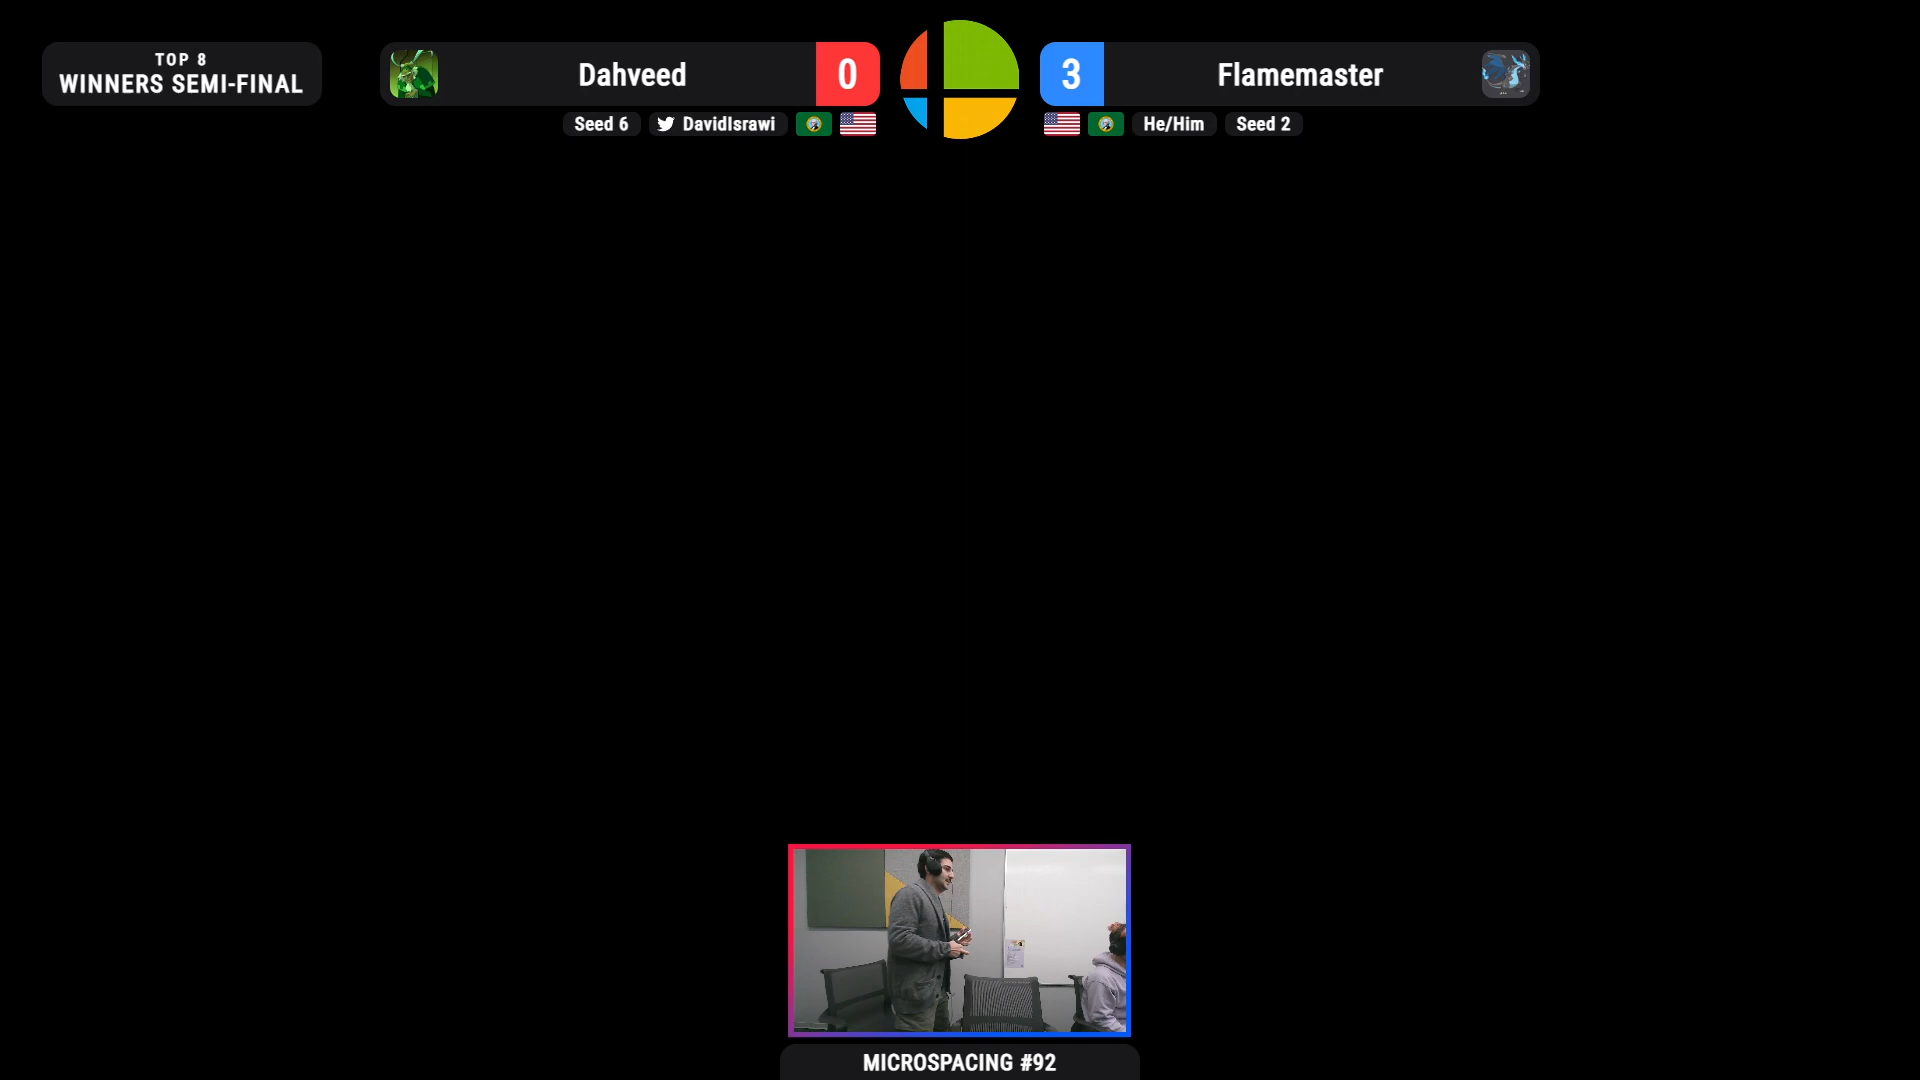 TOP 8
WINNERS SEMI-FINAL
Dahveed
0
3
Flamemaster
Seed 6
DavidIsrawi
He/Him
Seed 2
MICROSPACING #92